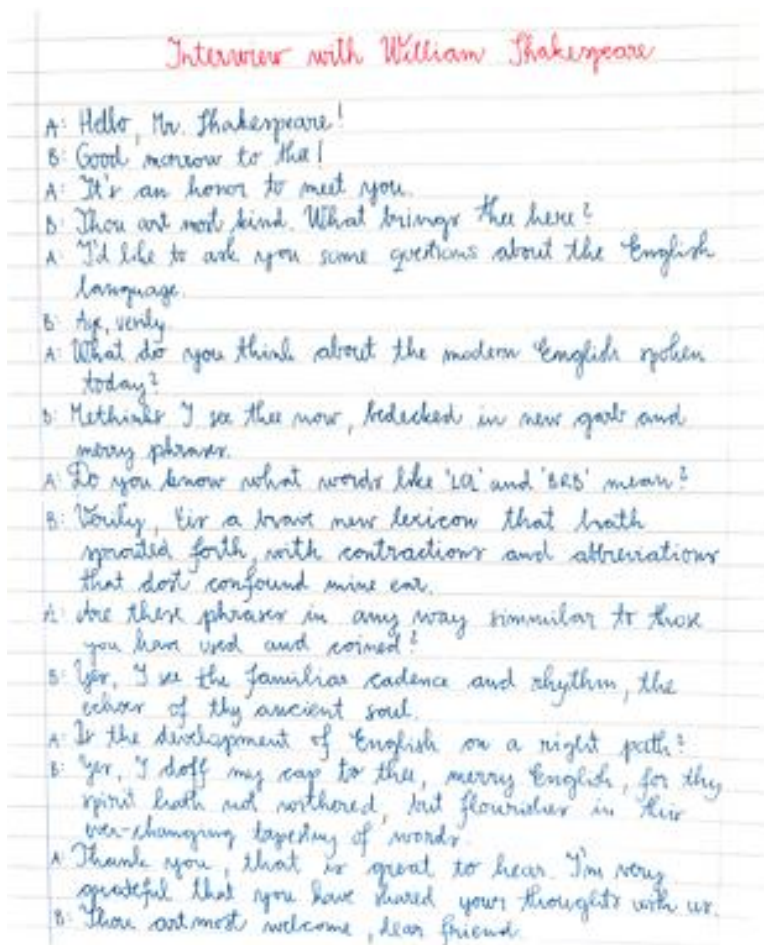 Interview with William Shakespeare
A: Hello, Mr. Shakespeare!
B: Good morrow to thee!
A: It's an honor to meet you.
B: Thou art most kind. What brings thee here?
A: I'd like to ask you some questions about the English
language.
B: Aye, verily.
A: What do you think about the modern English spoken
today?
B: Methinks I see thee now, bedecked in new garb and
merry phrases.
A: Do you know what words like 'LOL' and 'BRB' mean?
B: Verily, tis a brave new lexicon that hath
sprouted forth, with contractions and abbreviations
that dost confound mine ear.
A: Are these phrases in any way simmilar to those
you have used and coined?
B: Yes, I see the familiar cadence and rhythm, the
echoes of thy ancient soul.
A: Is the development of English on a right path?
B: Yes, I doff my cap to thee, merry English, for thy
spirit hath not withered, but flourishes in this
ever-changing tapestry of words.
A: Thank you, that is great to hear. I'm very
grateful that you have shared your thoughts with us.
B: Thou art most welcome, dear friend.